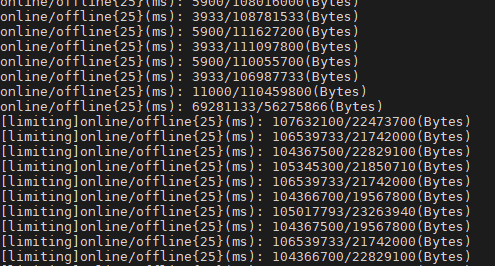 online/offline{25}(ms): 5900/108016000(Bytes)
online/offline{25}(ms): 3933/108781533(Bytes)
online/offline{25}(ms): 5900/111627200(Bytes)
online/offline{25}(ms): 3933/111097800(Bytes)
online/offline{25}(ms): 5900/110055700(Bytes)
online/offline{25}(ms): 3933/106987733(Bytes)
online/offline{25}(ms): 11000/110459800(Bytes)
online/offline{25}(ms): 69281133/56275866(Bytes)
[limiting]online/offline{25}(ms): 107632100/22473700(Bytes)
[limiting]online/offline{25}(ms): 106539733/21742000(Bytes)
[limiting]online/offline{25}(ms): 104367500/22829100(Bytes)
[limiting]online/offline{25}(ms): 105345300/21850710(Bytes)
[limiting]online/offline{25}(ms): 106539733/21742000(Bytes)
[limiting]online/offline{25}(ms): 104366700/19567800(Bytes)
[limiting]online/offline{25}(ms): 105017793/23263940(Bytes)
[limiting]online/offline{25}(ms): 104367500/19567800(Bytes)
[limiting]online/offline{25}(ms): 106539733/21742000(Bytes)
[limiting]online/offline{25}(ms): 104366700/22829100(Bytes)